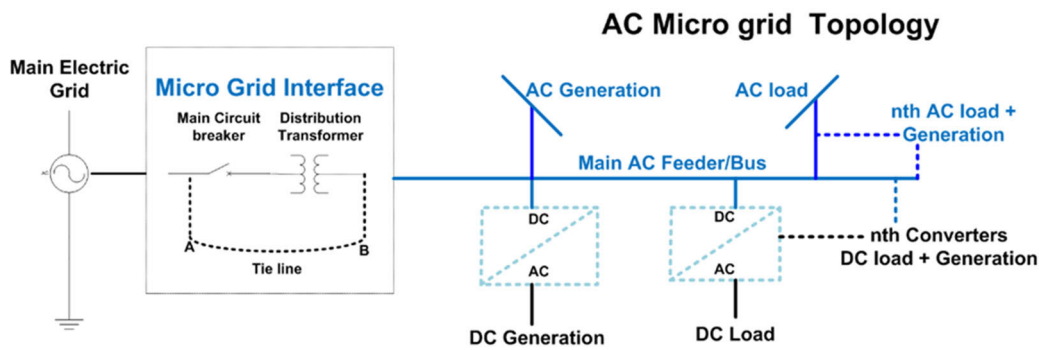 AC Micro grid Topology
Main Electric
Grid
AC
Micro Grid Interface
Main Circuit
breaker
Distribution
Transformer
A
B
Tie line
AC Generation
AC load
nth AC load +
Generation
Main AC Feeder/Bus
DC
AC
DC Generation
DC
AC
DC Load
nth Converters
DC load + Generation